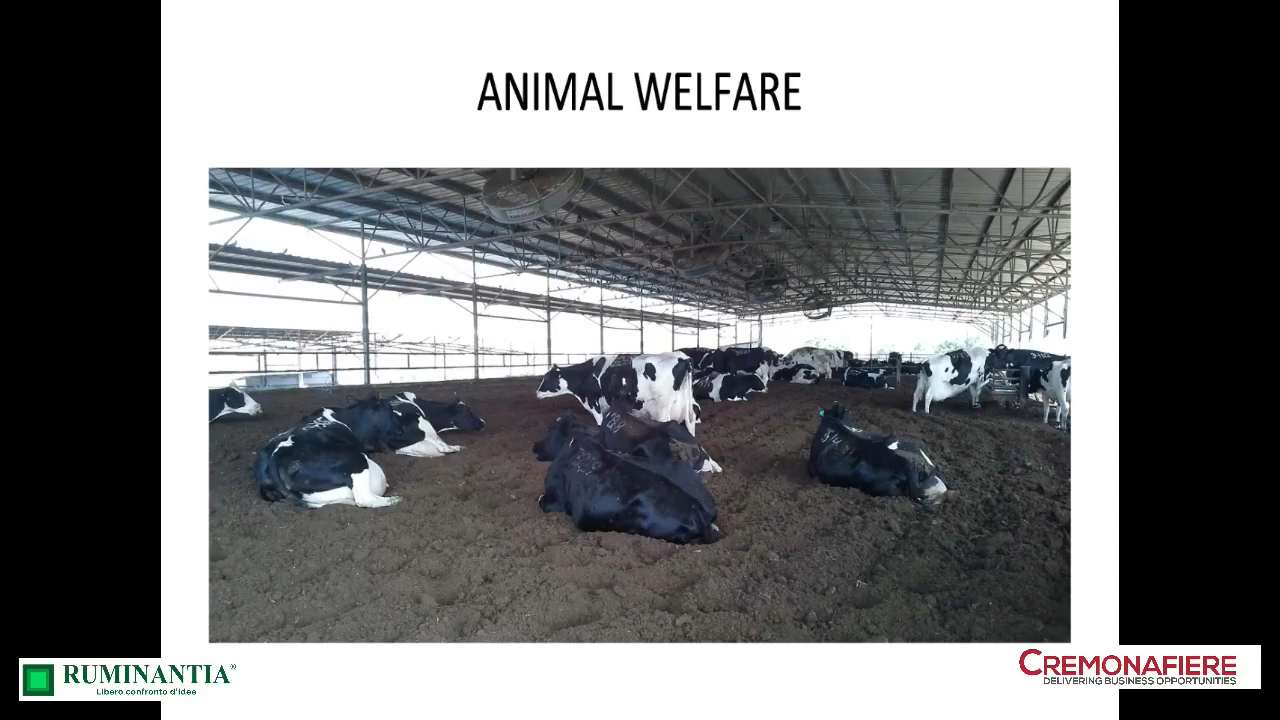 ANIMAL WELFARE
RUMINANTIA®
Libero confronto d'Idee
CREMONAFIERE
DELIVERING BUSINESS OPPORTUNITIES